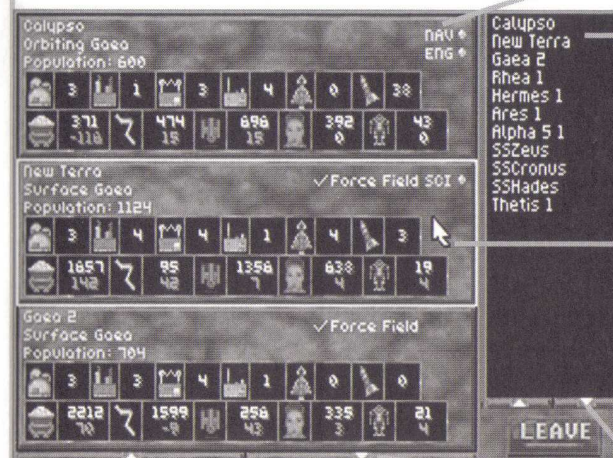 Calypso
Orbiting Gaea
Population: 600
NAV
ENG
3 1 3 4 0 38
371 474 696 392 43
-116 15 15 0 0
New Terra
Surface Gaea
Population: 1124
✓Force Field SCI
3 4 4 1 4 3
1657 95 1356 638 19
142 42 7 4 4
Gaea 2
Surface Gaea
Population: 704
✓Force Field
3 3 4 1 0 0
2212 1599 256 335 21
70 -9 43 3 4
Calypso
New Terra
Gaea 2
Rhea 1
Hermes 1
Ares 1
Alpha 5 1
SSZeus
SSCronus
SSHades
Thetis 1
LEAVE